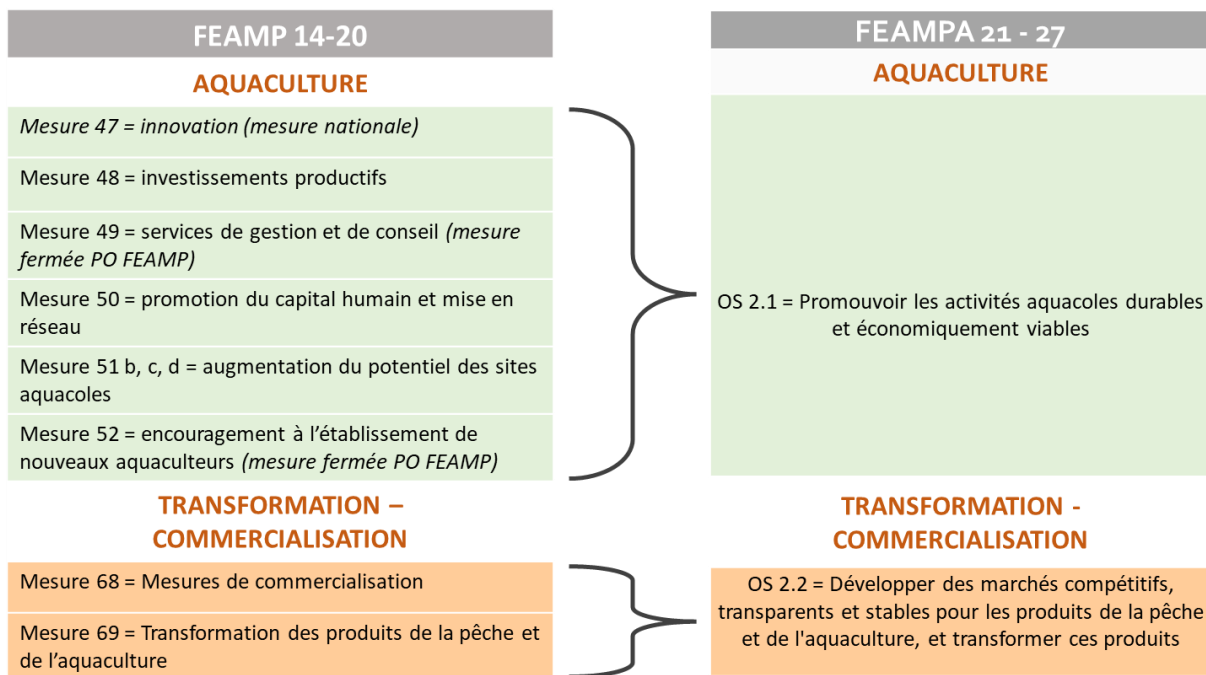 FEAMP 14-20
AQUACULTURE
Mesure 47 = innovation (mesure nationale)
Mesure 48 = investissements productifs
Mesure 49 = services de gestion et de conseil (mesure
fermée PO FEAMP)
Mesure 50 = promotion du capital humain et mise en
réseau
Mesure 51 b, c, d = augmentation du potentiel des sites
aquacoles
Mesure 52 = encouragement à l’établissement de
nouveaux aquaculteurs (mesure fermée PO FEAMP)
TRANSFORMATION –
COMMERCIALISATION
Mesure 68 = Mesures de commercialisation
Mesure 69 = Transformation des produits de la pêche et
de l’aquaculture
FEAMPA 21 - 27
AQUACULTURE
OS 2.1 = Promouvoir les activités aquacoles durables
et économiquement viables
TRANSFORMATION -
COMMERCIALISATION
OS 2.2 = Développer des marchés compétitifs,
transparents et stables pour les produits de la pêche
et de l'aquaculture, et transformer ces produits